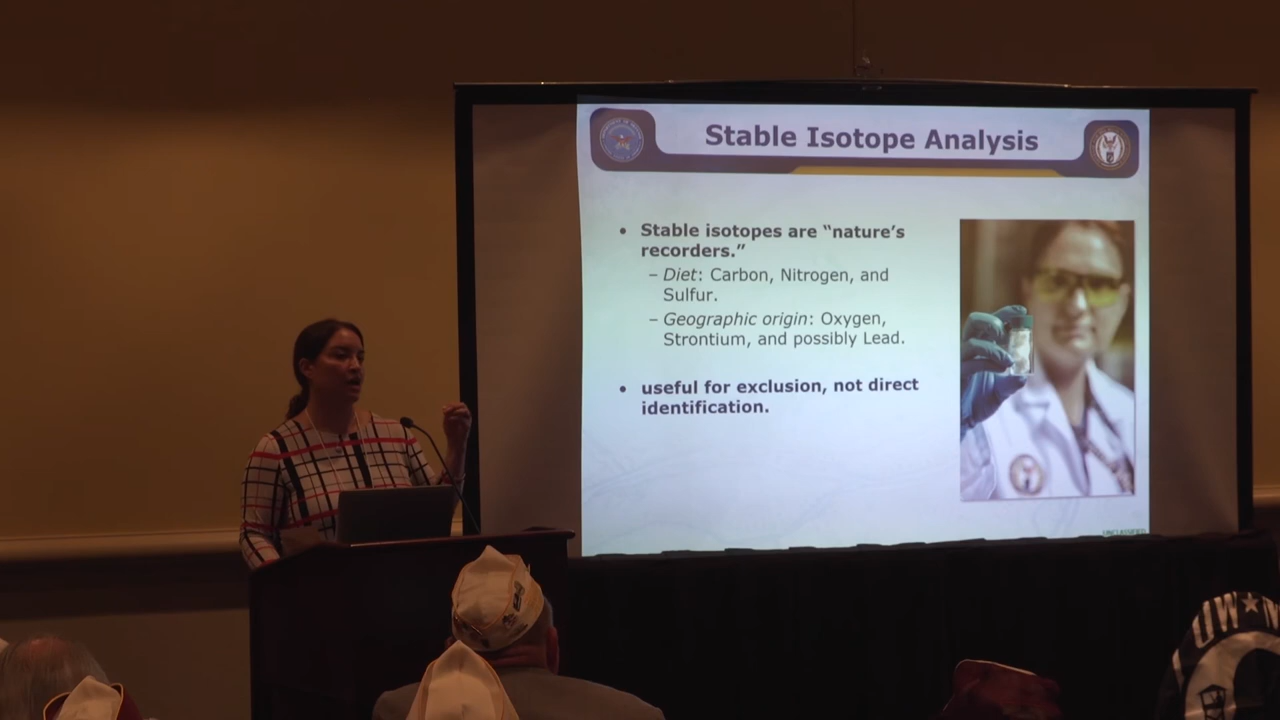 Stable Isotope Analysis
• Stable isotopes are “nature’s
recorders.”
– Diet: Carbon, Nitrogen, and
Sulfur.
– Geographic origin: Oxygen,
Strontium, and possibly Lead.
• useful for exclusion, not direct
identification.
UNCLASSIFIED